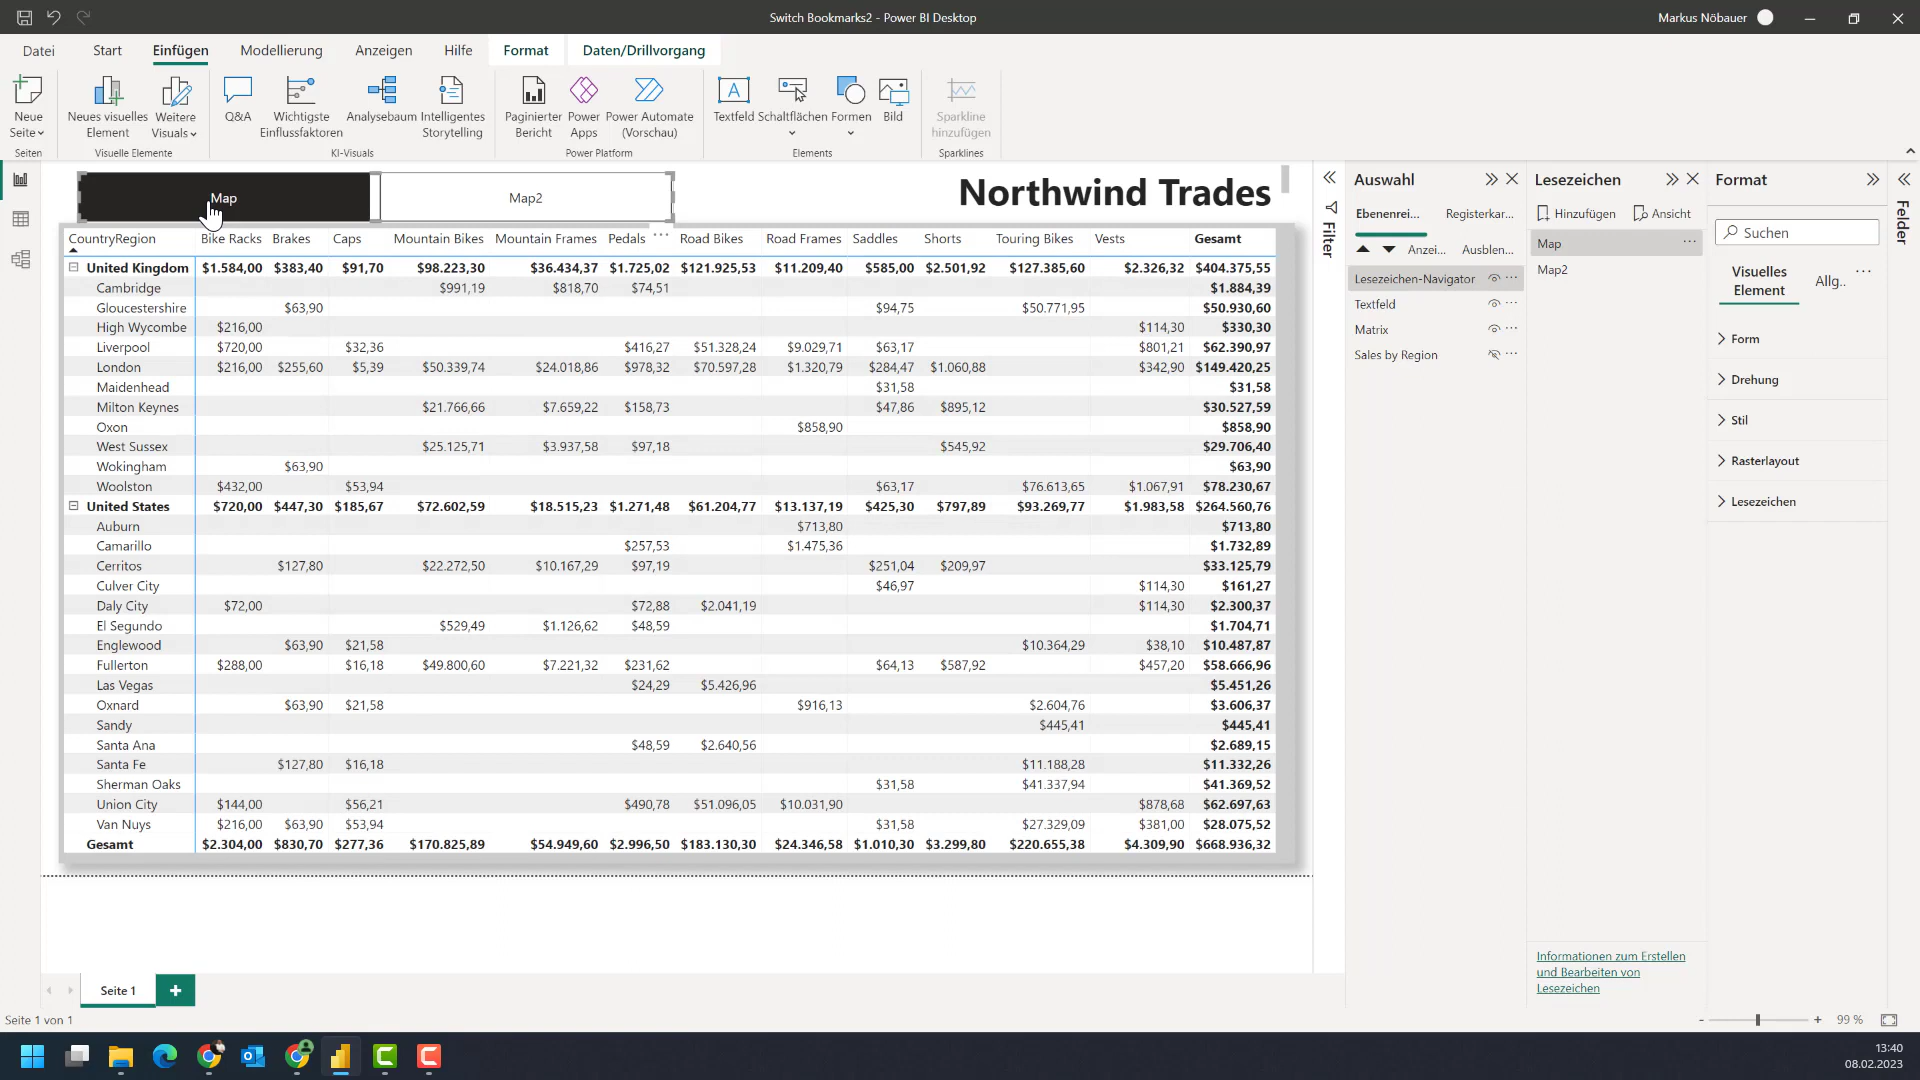 Switch Bookmarks2 - Power BI Desktop
Markus Nöbauer
Datei Start Einfügen Modellierung Anzeigen Hilfe Format Daten/Drillvorgang
Neue Seite
Neues visuelles Element
Weitere Visuals
Q&A
Wichtigste Einflussfaktoren
Analysebaum
Intelligentes Storytelling
Paginierter Bericht
Power Apps
Power Automate (Vorschau)
Textfeld
Schaltflächen
Formen
Bild
Sparkline hinzufügen
Seiten Visuelle Elemente KI-Visuals Power Platform Elements Sparklines
Map Map2
Northwind Trades
CountryRegion Bike Racks Brakes Caps Mountain Bikes Mountain Frames Pedals Road Bikes Road Frames Saddles Shorts Touring Bikes Vests Gesamt
United Kingdom $1.584,00 $383,40 $91,70 $98.223,30 $36.434,37 $1.725,02 $121.925,53 $11.209,40 $585,00 $2.501,92 $127.385,60 $2.326,32 $404.375,55
Cambridge $991,19 $818,70 $74,51 $1.884,39
Gloucestershire $63,90 $94,75 $50.771,95 $50.930,60
High Wycombe $216,00 $114,30 $330,30
Liverpool $720,00 $32,36 $416,27 $51.328,24 $9.029,71 $63,17 $801,21 $62.390,97
London $216,00 $255,60 $5,39 $50.339,74 $24.018,86 $978,32 $70.597,28 $1.320,79 $284,47 $1.060,88 $342,90 $149.420,25
Maidenhead $31,58 $31,58
Milton Keynes $21.766,66 $7.659,22 $158,73 $47,86 $895,12 $30.527,59
Oxon $858,90 $858,90
West Sussex $25.125,71 $3.937,58 $97,18 $545,92 $29.706,40
Wokingham $63,90 $63,90
Woolston $432,00 $53,94 $63,17 $76.613,65 $1.067,91 $78.230,67
United States $720,00 $447,30 $185,67 $72.602,59 $18.515,23 $1.271,48 $61.204,77 $13.137,19 $425,30 $797,89 $93.269,77 $1.983,58 $264.560,76
Auburn $713,80 $713,80
Camarillo $257,53 $1.475,36 $1.732,89
Cerritos $127,80 $22.272,50 $10.167,29 $97,19 $251,04 $209,97 $33.125,79
Culver City $46,97 $114,30 $161,27
Daly City $72,00 $72,88 $2.041,19 $114,30 $2.300,37
El Segundo $529,49 $1.126,62 $48,59 $1.704,71
Englewood $63,90 $21,58 $10.364,29 $38,10 $10.487,87
Fullerton $288,00 $16,18 $49.800,60 $7.221,32 $231,62 $64,13 $587,92 $457,20 $58.666,96
Las Vegas $24,29 $5.426,96 $5.451,26
Oxnard $63,90 $21,58 $916,13 $2.604,76 $3.606,37
Sandy $445,41 $445,41
Santa Ana $48,59 $2.640,56 $2.689,15
Santa Fe $127,80 $16,18 $11.188,28 $11.332,26
Sherman Oaks $31,58 $41.337,94 $41.369,52
Union City $144,00 $56,21 $490,78 $51.096,05 $10.031,90 $878,68 $62.697,63
Van Nuys $216,00 $63,90 $53,94 $31,58 $27.329,09 $381,00 $28.075,52
Gesamt $2.304,00 $830,70 $277,36 $170.825,89 $54.949,60 $2.996,50 $183.130,30 $24.346,58 $1.010,30 $3.299,80 $220.655,38 $4.309,90 $668.936,32
Filter
Auswahl
Ebenenrei... Registerkar...
Anzei... Ausblen...
Lesezeichen-Navigator
Textfeld
Matrix
Sales by Region
Lesezeichen
Hinzufügen Ansicht
Map
Map2
Informationen zum Erstellen
und Bearbeiten von
Lesezeichen
Format
Suchen
Visuelles Element
Allg..
Form
Drehung
Stil
Rasterlayout
Lesezeichen
Felder
Seite 1
Seite 1 von 1
- + 99 %
13:40
08.02.2023